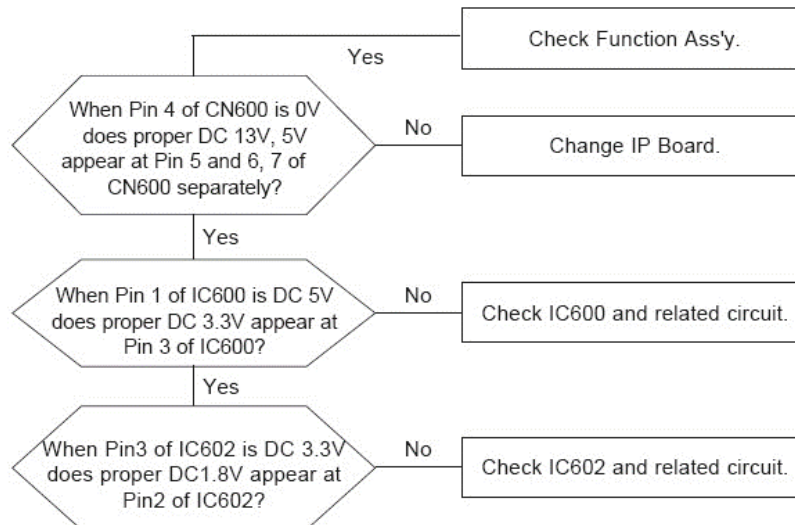 Check Function Ass'y.
Yes
When Pin 4 of CN600 is 0V
does proper DC 13V, 5V
appear at Pin 5 and 6, 7 of
CN600 separately?
No
Change IP Board.
Yes
When Pin 1 of IC600 is DC 5V
does proper DC 3.3V appear at
Pin 3 of IC600?
No
Check IC600 and related circuit.
Yes
When Pin3 of IC602 is DC 3.3V
does proper DC1.8V appear at
Pin2 of IC602?
No
Check IC602 and related circuit.